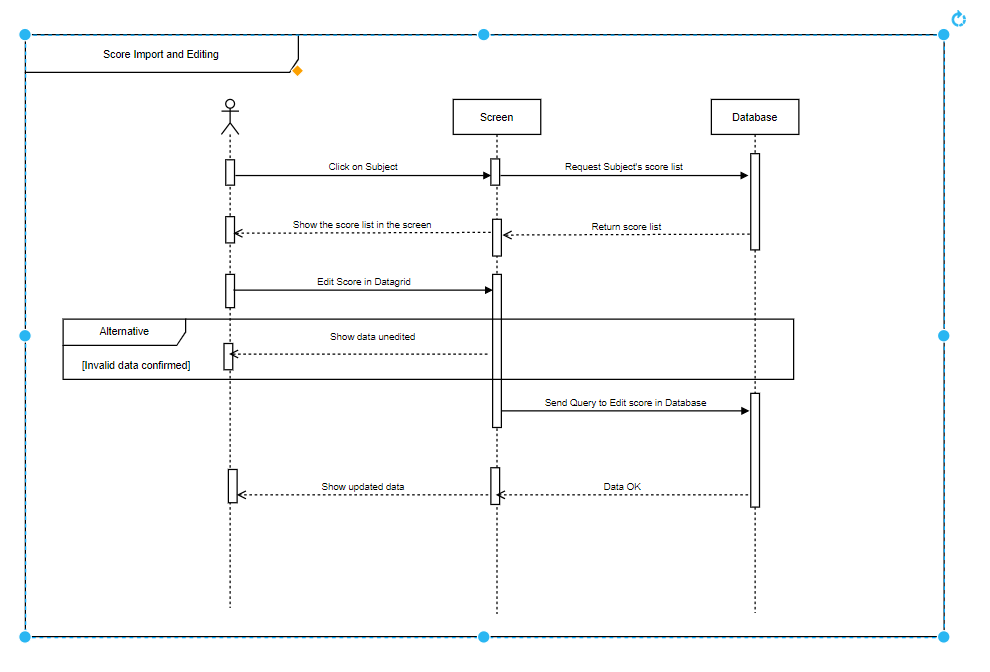 Score Import and Editing
Screen
Database
Click on Subject
Request Subject's score list
Show the score list in the screen
Return score list
Edit Score in Datagrid
Alternative
Show data unedited
[Invalid data confirmed]
Send Query to Edit score in Database
Show updated data
Data OK